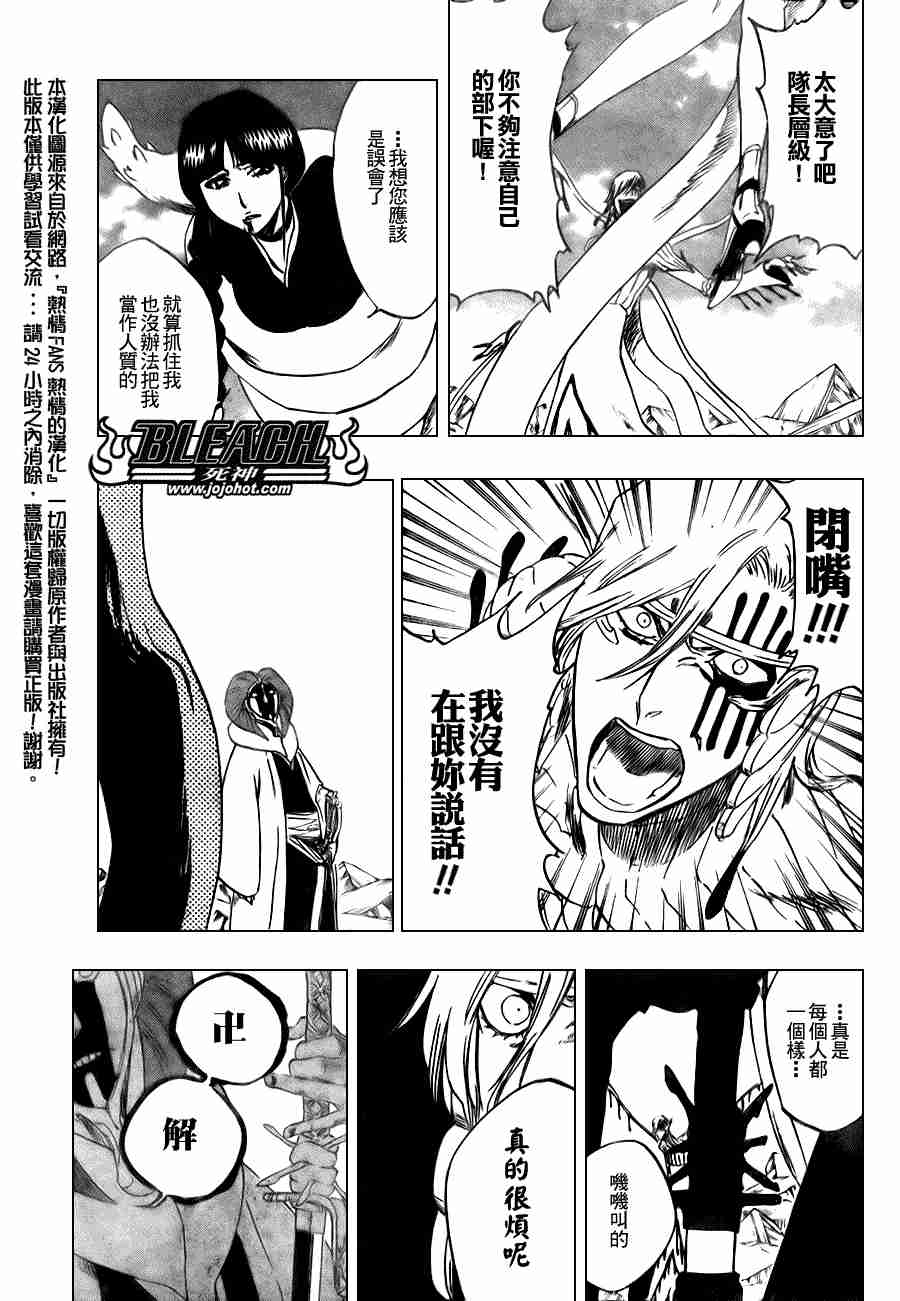 太大意了吧
隊長層級！
你不夠注意自己
的部下喔！
…我想您應該
是誤會了
就算抓住我
也沒辦法把我
當作人質的
BLEACH
死神
www.jojohot.com
閉嘴!!!
我沒有
在跟妳説話!!
…真是
每個人都
一個樣…
嘰嘰叫的
真的很煩呢
卍
解
本漢化圖源來自於網路，『熱情FANS 熱情的漢化』一切版權歸原作者與出版社擁有！
此版本僅供學習試看交流… 請 24 小時之內消除，喜歡這套漫畫請購買正版！謝謝。